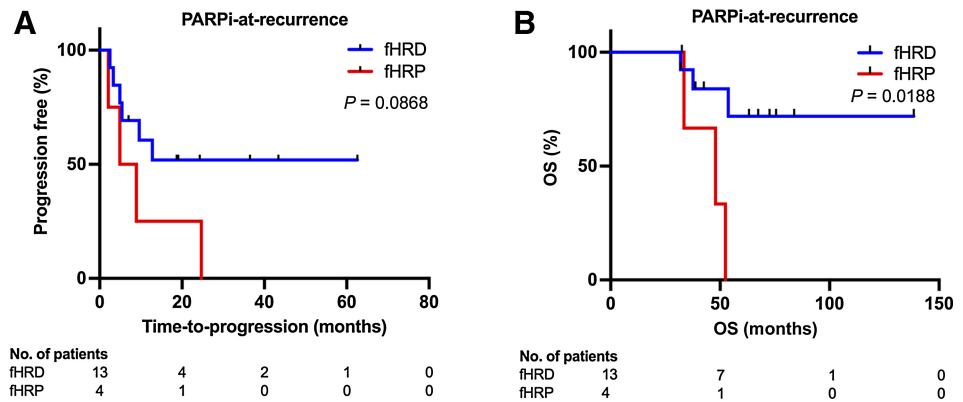 A
PARPi-at-recurrence
fHRD
fHRP
P = 0.0868
Progression free (%)
100
50
0
0 20 40 60 80
Time-to-progression (months)
No. of patients
fHRD 13 4 2 1 0
fHRP 4 1 0 0 0
B
PARPi-at-recurrence
fHRD
fHRP
P = 0.0188
OS (%)
100
50
0
0 50 100 150
OS (months)
No. of patients
fHRD 13 7 1 0
fHRP 4 1 0 0